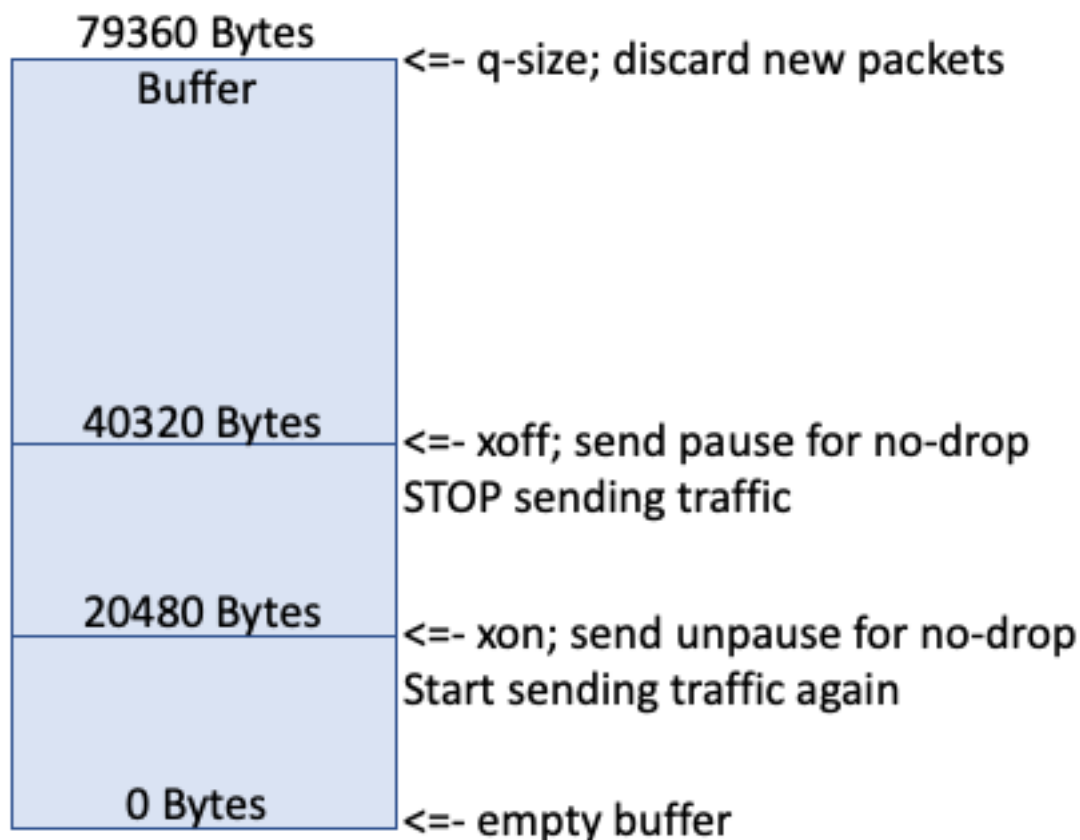 79360 Bytes
<=- q-size; discard new packets
Buffer
40320 Bytes
<=- xoff; send pause for no-drop
STOP sending traffic
20480 Bytes
<=- xon; send unpause for no-drop
Start sending traffic again
0 Bytes
<=- empty buffer